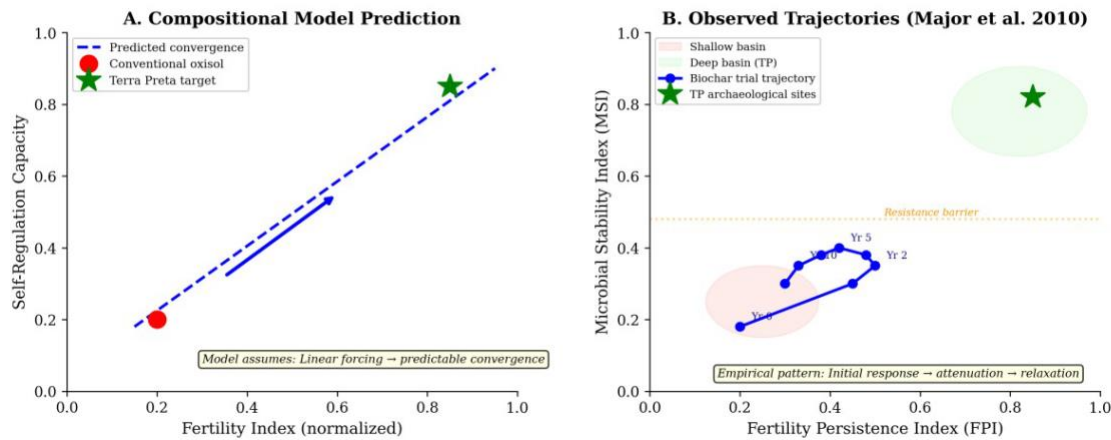 A. Compositional Model Prediction
1.0
0.8
0.6
0.4
0.2
0.0
Self-Regulation Capacity
Predicted convergence
Conventional oxisol
Terra Preta target
Model assumes: Linear forcing → predictable convergence
0.0 0.2 0.4 0.6 0.8 1.0
Fertility Index (normalized)
B. Observed Trajectories (Major et al. 2010)
1.0
0.8
0.6
0.4
0.2
0.0
Microbial Stability Index (MSI)
Shallow basin
Deep basin (TP)
Biochar trial trajectory
TP archaeological sites
Resistance barrier
Yr 5
Yr 10
Yr 2
Yr 0
Empirical pattern: Initial response → attenuation → relaxation
0.0 0.2 0.4 0.6 0.8 1.0
Fertility Persistence Index (FPI)